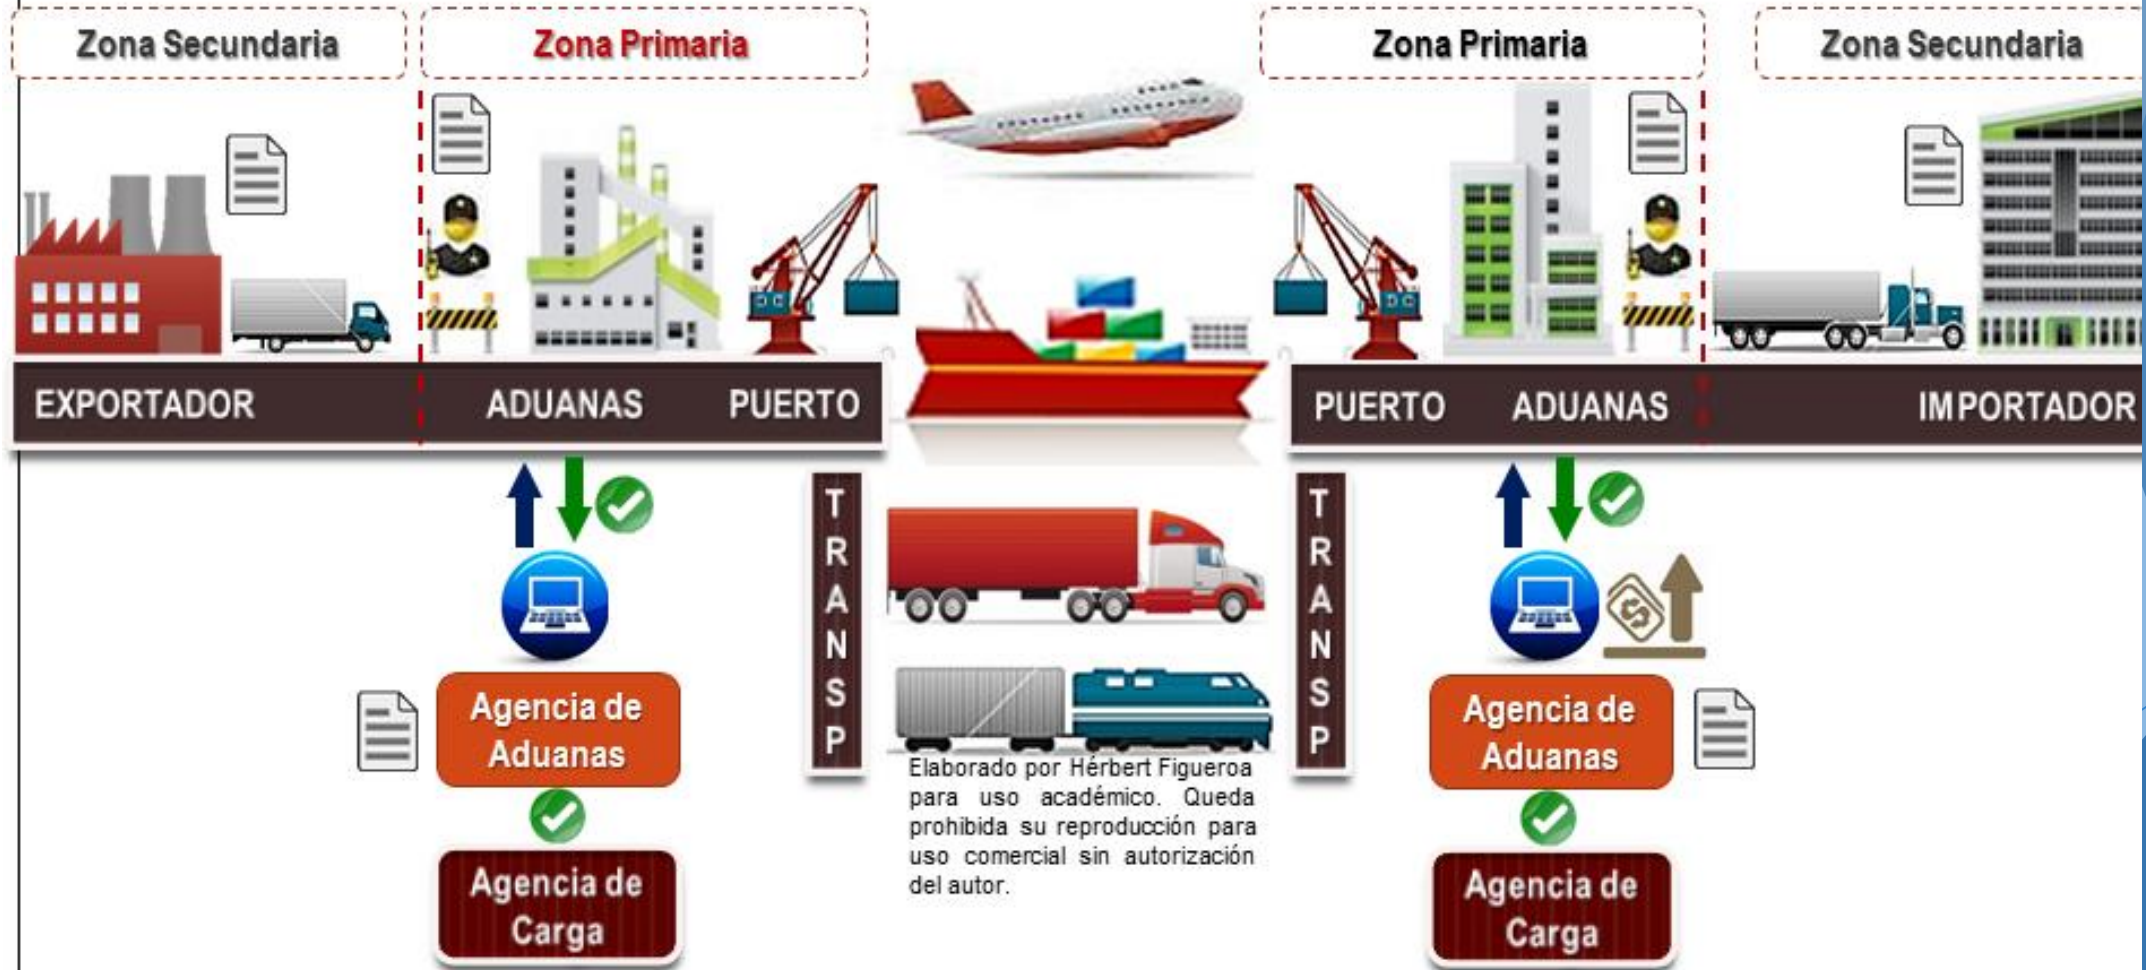 Zona Secundaria
Zona Primaria
Zona Primaria
Zona Secundaria
EXPORTADOR
ADUANAS
PUERTO
PUERTO
ADUANAS
IMPORTADOR
TRANSP
TRANSP
Agencia de
Aduanas
Agencia de
Carga
Elaborado por Hérbert Figueroa
para uso académico. Queda
prohibida su reproducción para
uso comercial sin autorización
del autor.
Agencia de
Aduanas
Agencia de
Carga